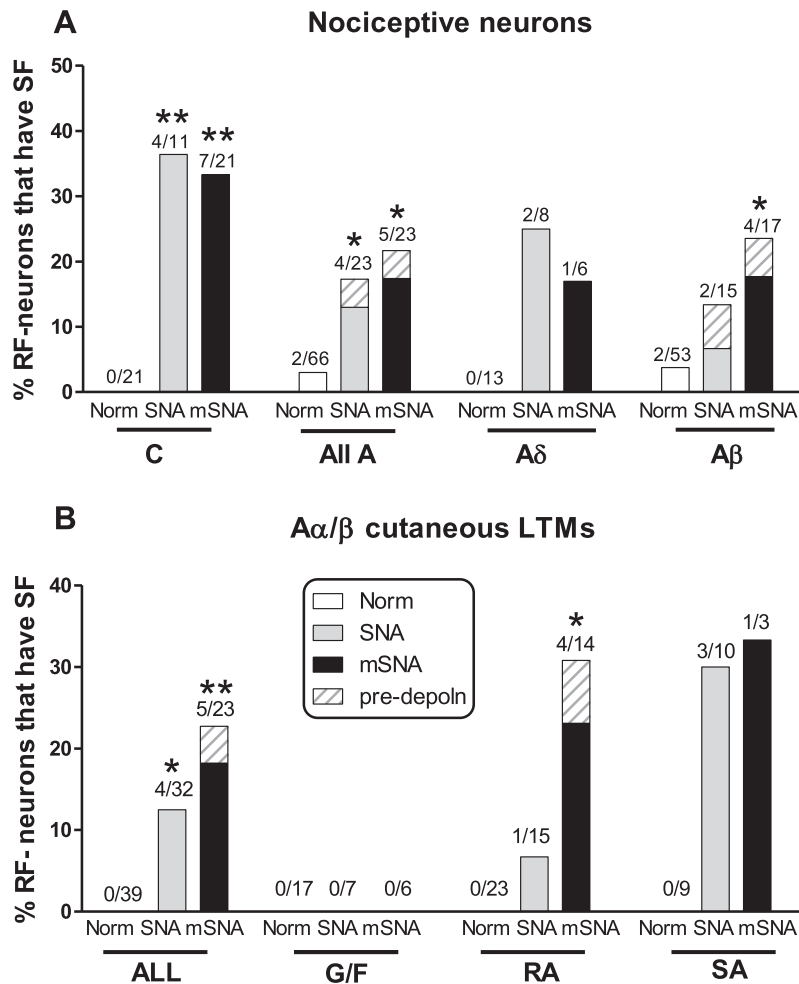 A
Nociceptive neurons
% RF-neurons that have SF
50
40
30
20
10
0
** ** * * *
0/21 4/11 7/21 2/66 4/23 5/23 0/13 2/8 1/6 2/53 2/15 4/17
Norm SNA mSNA Norm SNA mSNA Norm SNA mSNA Norm SNA mSNA
C All A Aδ Aβ
B
Aα/β cutaneous LTMs
% RF- neurons that have SF
40
30
20
10
0
Norm
SNA
mSNA
pre-depoln
* ** *
0/39 4/32 5/23 0/17 0/7 0/6 0/23 1/15 4/14 0/9 3/10 1/3
Norm SNA mSNA Norm SNA mSNA Norm SNA mSNA Norm SNA mSNA
ALL G/F RA SA